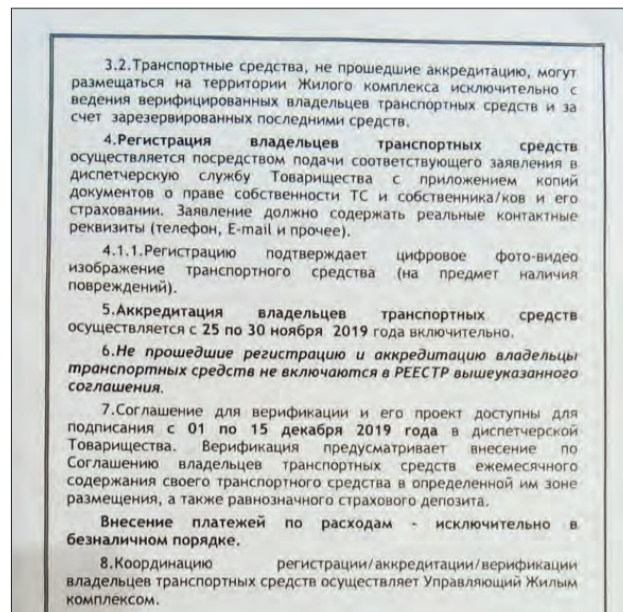 3.2.Транспортные средства, не прошедшие аккредитацию, могут
размещаться на территории Жилого комплекса исключительно с
ведения верифицированных владельцев транспортных средств и за
счет зарезервированных последними средств.
4.Регистрация владельцев транспортных средств
осуществляется посредством подачи соответствующего заявления в
диспетчерскую службу Товарищества с приложением копий
документов о праве собственности ТС и собственника/ков и его
страховании. Заявление должно содержать реальные контактные
реквизиты (телефон, E-mail и прочее).
4.1.1.Регистрацию подтверждает цифровое фото-видео
изображение транспортного средства (на предмет наличия
повреждений).
5.Аккредитация владельцев транспортных средств
осуществляется с 25 по 30 ноября 2019 года включительно.
6.Не прошедшие регистрацию и аккредитацию владельцы
транспортных средств не включаются в РЕЕСТР вышеуказанного
соглашения.
7.Соглашение для верификации и его проект доступны для
подписания с 01 по 15 декабря 2019 года в диспетчерской
Товарищества. Верификация предусматривает внесение по
Соглашению владельцев транспортных средств ежемесячного
содержания своего транспортного средства в определенной им зоне
размещения, а также равнозначного страхового депозита.
Внесение платежей по расходам - исключительно в
безналичном порядке.
8.Координацию регистрации/аккредитации/верификации
владельцев транспортных средств осуществляет Управляющий Жилым
комплексом.